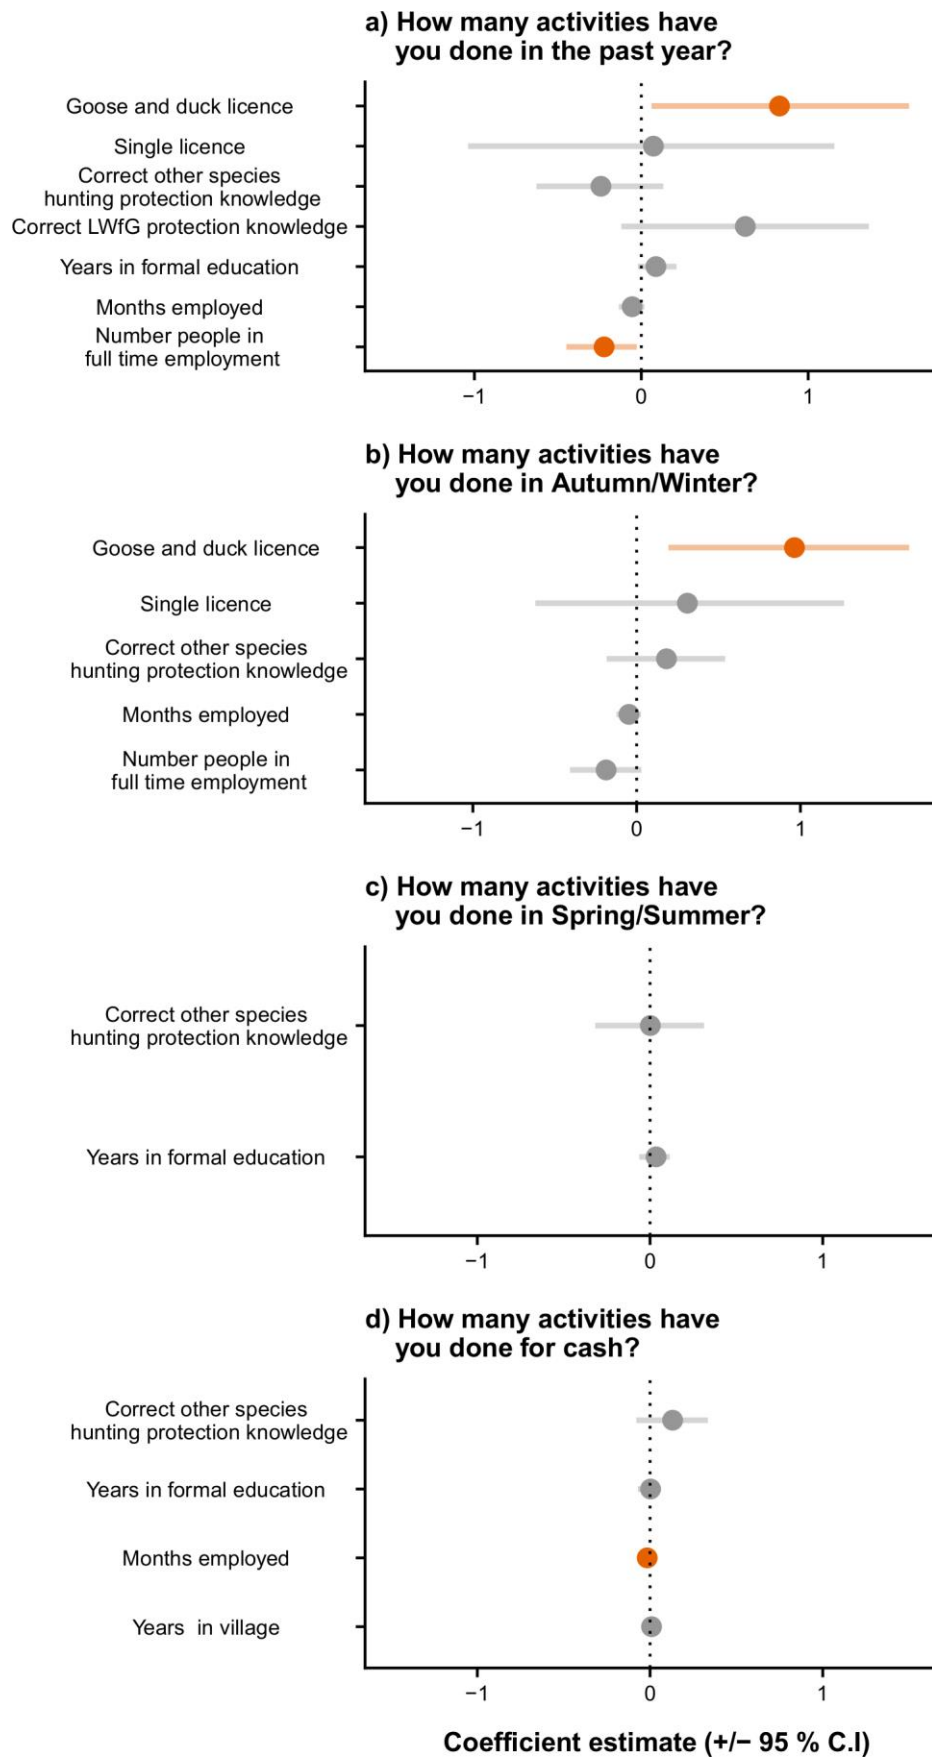 a) How many activities have
you done in the past year?
Goose and duck licence
Single licence
Correct other species
hunting protection knowledge
Correct LWfG protection knowledge
Years in formal education
Months employed
Number people in
full time employment
−1 0 1
b) How many activities have
you done in Autumn/Winter?
Goose and duck licence
Single licence
Correct other species
hunting protection knowledge
Months employed
Number people in
full time employment
−1 0 1
c) How many activities have
you done in Spring/Summer?
Correct other species
hunting protection knowledge
Years in formal education
−1 0 1
d) How many activities have
you done for cash?
Correct other species
hunting protection knowledge
Years in formal education
Months employed
Years in village
−1 0 1
Coefficient estimate (+/− 95 % C.I)